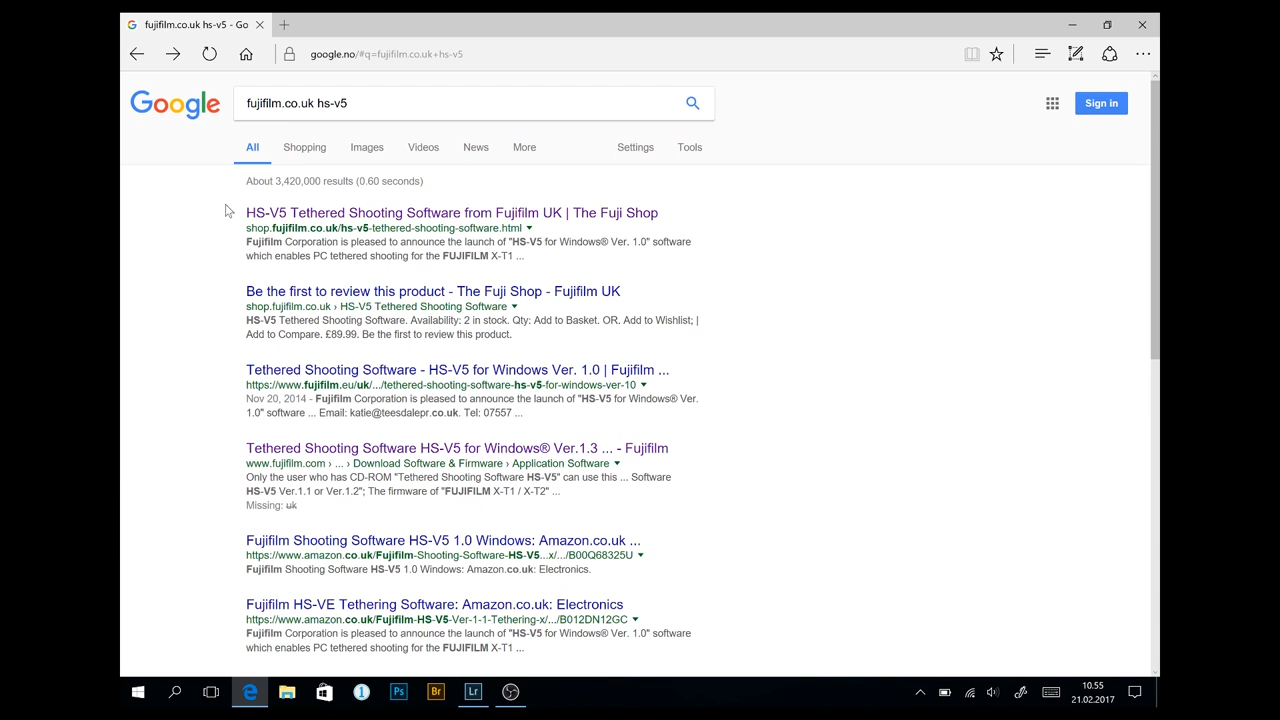 fujifilm.co.uk hs-v5 - Go
google.no/#q=fujifilm.co.uk+hs-v5
Google
fujifilm.co.uk hs-v5
Sign in
All Shopping Images Videos News More Settings Tools
About 3,420,000 results (0.60 seconds)
HS-V5 Tethered Shooting Software from Fujifilm UK | The Fuji Shop
shop.fujifilm.co.uk/hs-v5-tethered-shooting-software.html
Fujifilm Corporation is pleased to announce the launch of "HS-V5 for Windows® Ver. 1.0" software
which enables PC tethered shooting for the FUJIFILM X-T1 ...
Be the first to review this product - The Fuji Shop - Fujifilm UK
shop.fujifilm.co.uk › HS-V5 Tethered Shooting Software
HS-V5 Tethered Shooting Software. Availability: 2 in stock. Qty: Add to Basket. OR. Add to Wishlist; |
Add to Compare. £89.99. Be the first to review this product.
Tethered Shooting Software - HS-V5 for Windows Ver. 1.0 | Fujifilm ...
https://www.fujifilm.eu/uk/.../tethered-shooting-software-hs-v5-for-windows-ver-10
Nov 20, 2014 - Fujifilm Corporation is pleased to announce the launch of "HS-V5 for Windows® Ver.
1.0" software ... Email: katie@teesdalepr.co.uk. Tel: 07557 ...
Tethered Shooting Software HS-V5 for Windows® Ver.1.3 ... - Fujifilm
www.fujifilm.com › ... › Download Software & Firmware › Application Software
Only the user who has CD-ROM "Tethered Shooting Software HS-V5" can use this ... Software
HS-V5 Ver.1.1 or Ver.1.2"; The firmware of "FUJIFILM X-T1 / X-T2" ...
Missing: uk
Fujifilm Shooting Software HS-V5 1.0 Windows: Amazon.co.uk ...
https://www.amazon.co.uk/Fujifilm-Shooting-Software-HS-V5...x/.../B00Q68325U
Fujifilm Shooting Software HS-V5 1.0 Windows: Amazon.co.uk: Electronics.
Fujifilm HS-VE Tethering Software: Amazon.co.uk: Electronics
https://www.amazon.co.uk/Fujifilm-HS-V5-Ver-1-1-Tethering-x/.../B012DN12GC
Fujifilm Corporation is pleased to announce the launch of "HS-V5 for Windows® Ver. 1.0" software
which enables PC tethered shooting for the FUJIFILM X-T1 ...
Ps Br Lr
10.55
21.02.2017